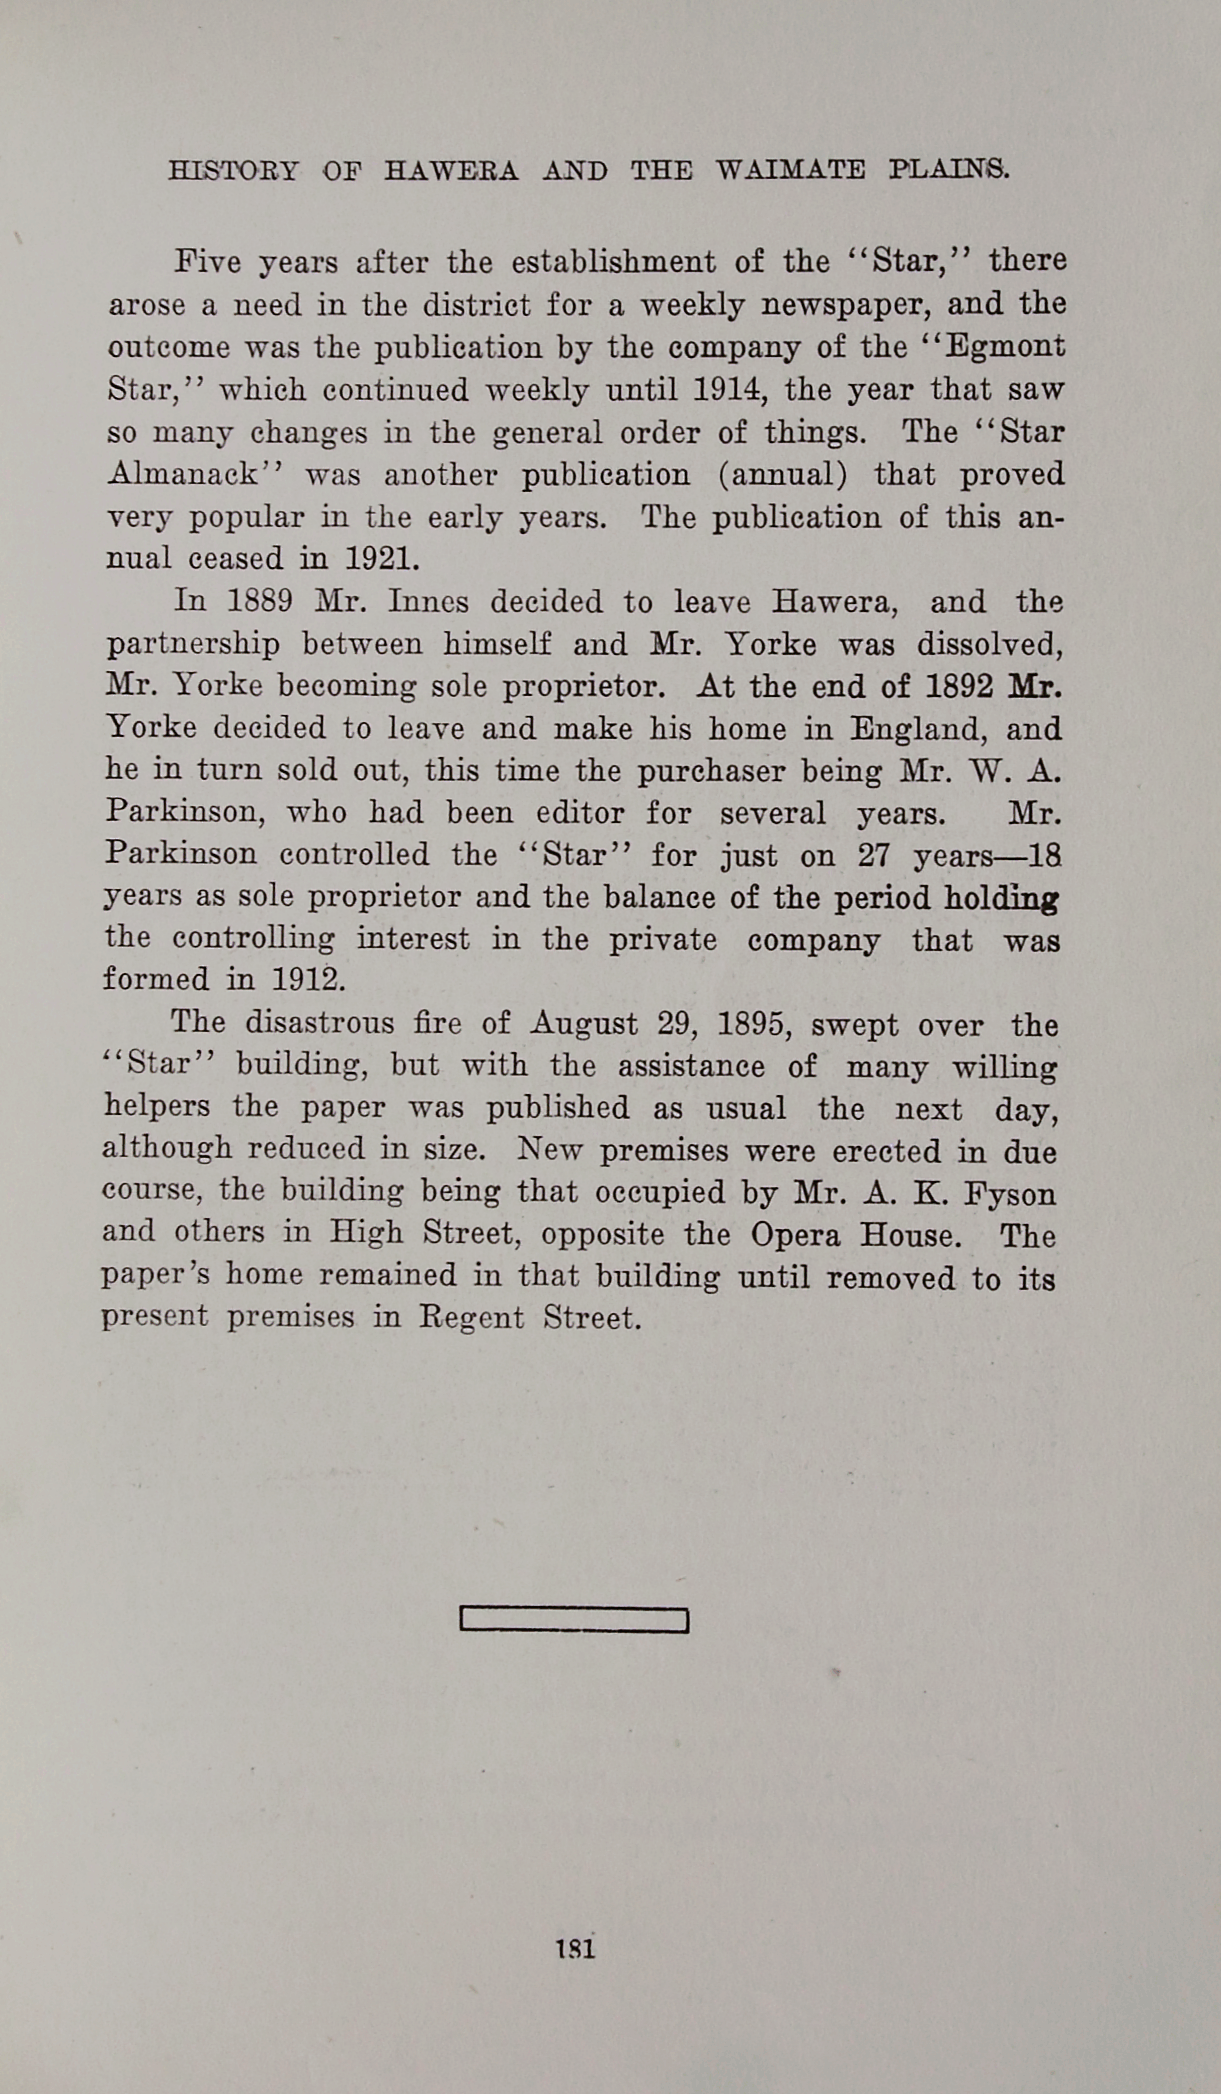 HISTORY OF HAWERA AND THE WAIMATE PLAINS.
Five years after the establishment of the ‘‘Star,’’ there
arose a need in the district for a weekly newspaper, and the
outcome was the publication by the company of the ‘‘Egmont
Star,’’ which continued weekly until 1914, the year that saw
so many changes in the general order of things. The ‘‘Star
Almanack’’ was another publication (annual) that proved
very popular in the early years. The publication of this an-
nual ceased in 1921.
In 1889 Mr. Innes decided to leave Hawera, and the
partnership between himself and Mr. Yorke was dissolved,
Mr. Yorke becoming sole proprietor. At the end of 1892 Mr.
Yorke decided to leave and make his home in England, and
he in turn sold out, this time the purchaser being Mr. W. A.
Parkinson, who had been editor for several years. Mr.
Parkinson controlled the ‘‘Star’’ for just on 27 years—18
years as sole proprietor and the balance of the period holding
the controlling interest in the private company that was
formed in 1912.
The disastrous fire of August 29, 1895, swept over the
‘‘Star’’ building, but with the assistance of many willing
helpers the paper was published as usual the next day,
although reduced in size. New premises were erected in due
course, the building being that occupied by Mr. A. K. Fyson
and others in High Street, opposite the Opera House. The
paper's home remained in that building until removed to its
present premises in Regent Street.
181